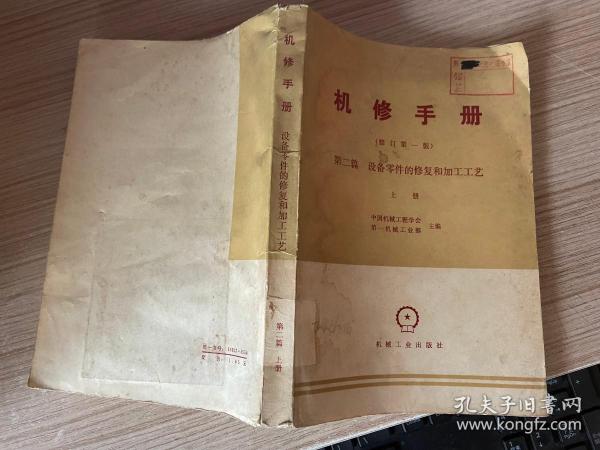 机修手册
(修订第一版)
第二篇 设备零件的修复和加工工艺
上册
中国机械工程学会
第一机械工业部 主编
机械工业出版社
机修手册
设备零件的修复和加工工艺
第二篇 上册
孔夫子旧書网
www.kongfz.com